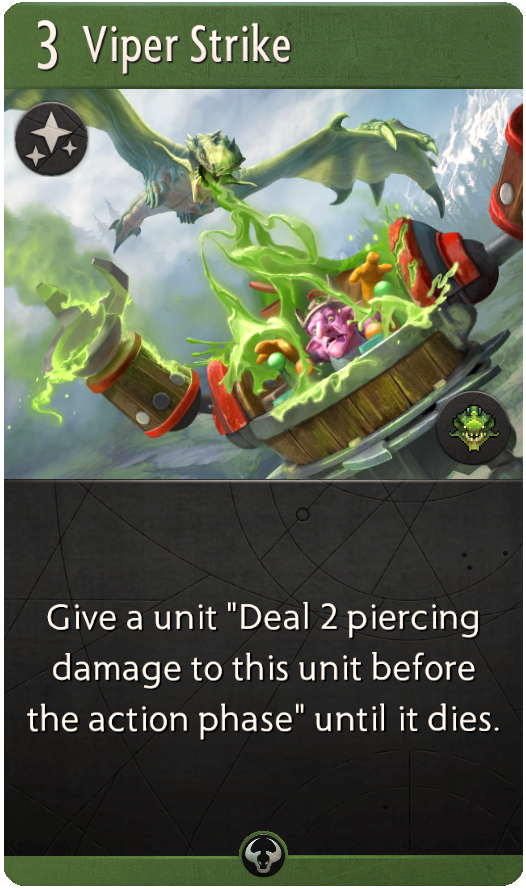 3 Viper Strike
Give a unit "Deal 2 piercing
damage to this unit before
the action phase" until it dies.